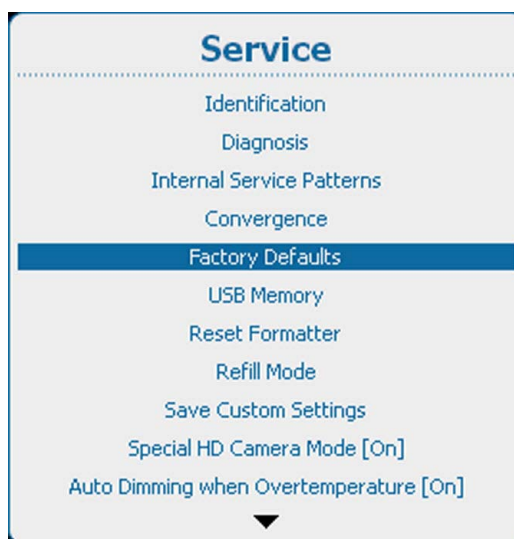 Service
Identification
Diagnosis
Internal Service Patterns
Convergence
Factory Defaults
USB Memory
Reset Formatter
Refill Mode
Save Custom Settings
Special HD Camera Mode [On]
Auto Dimming when Overtemperature [On]